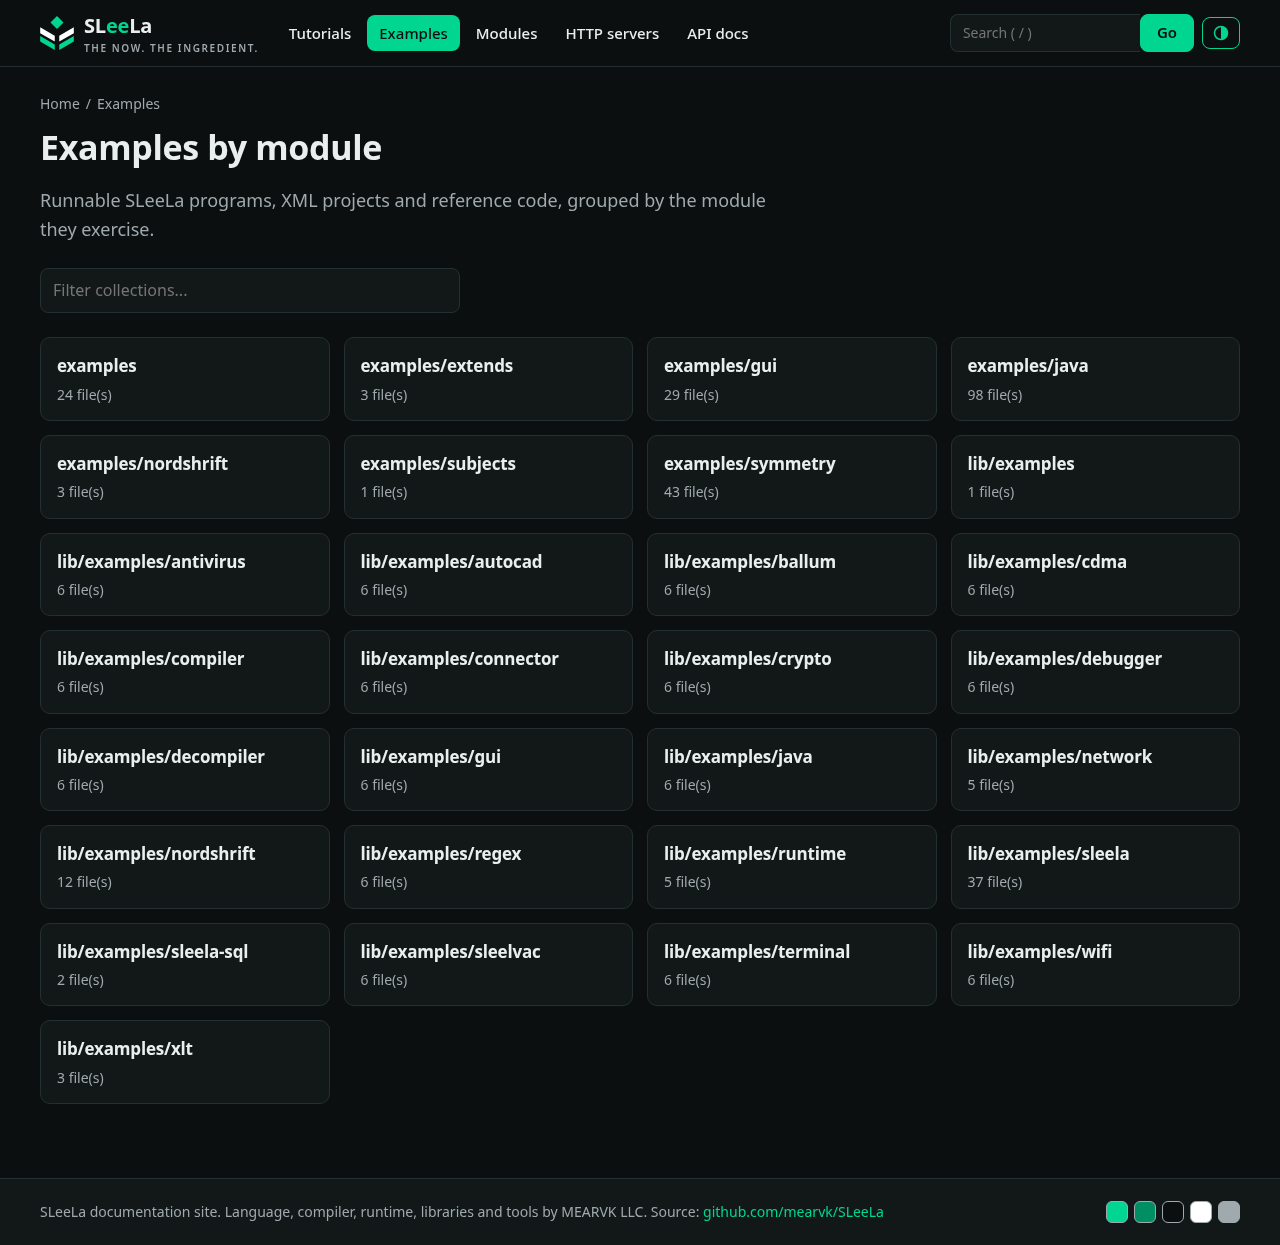 SLeeLa
THE NOW. THE INGREDIENT.
Tutorials
Examples
Modules
HTTP servers
API docs
Search ( / )
Go
Home / Examples
Examples by module
Runnable SLeeLa programs, XML projects and reference code, grouped by the module
they exercise.
Filter collections...
examples
24 file(s)
examples/extends
3 file(s)
examples/gui
29 file(s)
examples/java
98 file(s)
examples/nordshrift
3 file(s)
examples/subjects
1 file(s)
examples/symmetry
43 file(s)
lib/examples
1 file(s)
lib/examples/antivirus
6 file(s)
lib/examples/autocad
6 file(s)
lib/examples/ballum
6 file(s)
lib/examples/cdma
6 file(s)
lib/examples/compiler
6 file(s)
lib/examples/connector
6 file(s)
lib/examples/crypto
6 file(s)
lib/examples/debugger
6 file(s)
lib/examples/decompiler
6 file(s)
lib/examples/gui
6 file(s)
lib/examples/java
6 file(s)
lib/examples/network
5 file(s)
lib/examples/nordshrift
12 file(s)
lib/examples/regex
6 file(s)
lib/examples/runtime
5 file(s)
lib/examples/sleela
37 file(s)
lib/examples/sleela-sql
2 file(s)
lib/examples/sleelvac
6 file(s)
lib/examples/terminal
6 file(s)
lib/examples/wifi
6 file(s)
lib/examples/xlt
3 file(s)
SLeeLa documentation site. Language, compiler, runtime, libraries and tools by MEARVK LLC. Source: github.com/mearvk/SLeeLa